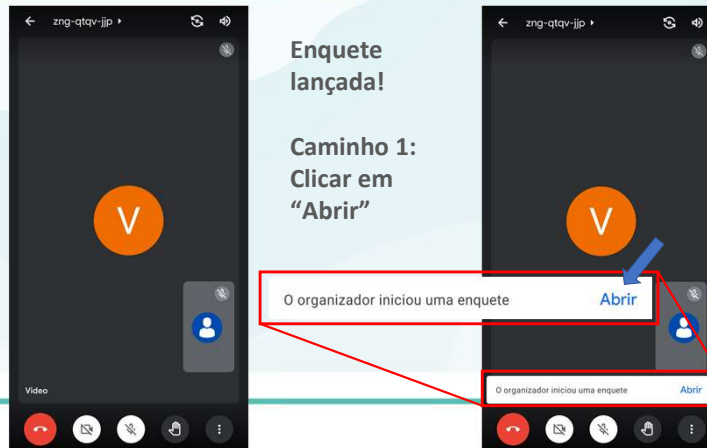 zng-qtqv-jjp
V
Video
Enquete
lançada!
Caminho 1:
Clicar em
“Abrir”
O organizador iniciou uma enquete Abrir
zng-qtqv-jjp
V
O organizador iniciou uma enquete Abrir